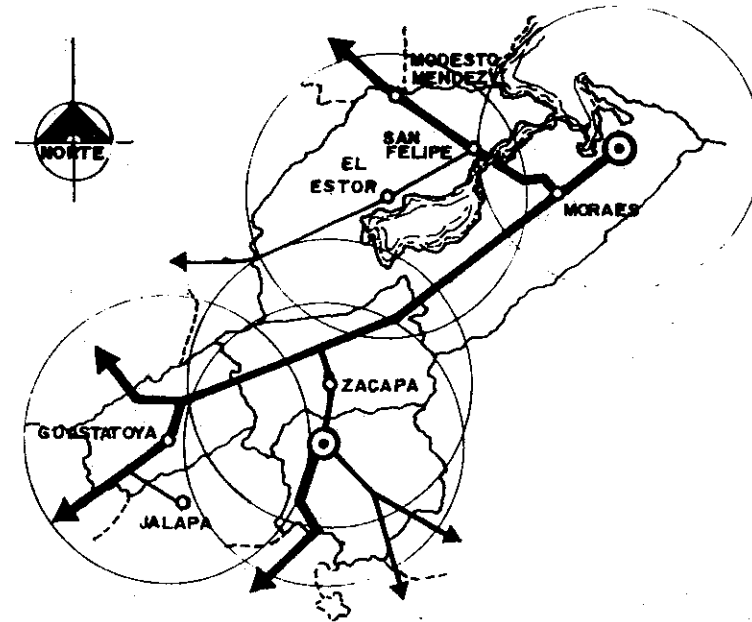 MODESTO
MENDEZ
NORTE
SAN
FELIPE
EL
ESTOR
MORAES
ZACAPA
GUASTATOYA
JALAPA